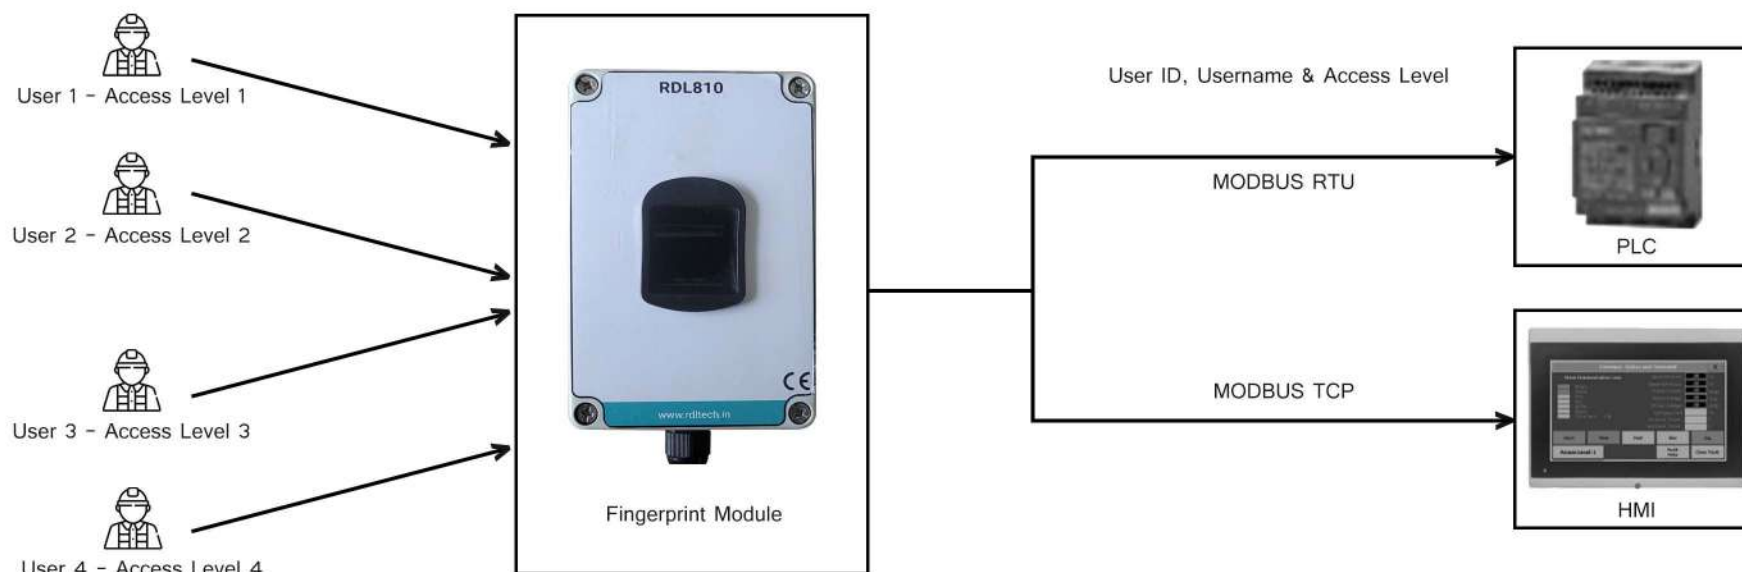 User 1 - Access Level 1
User 2 - Access Level 2
User 3 - Access Level 3
User 4 - Access Level 4
RDL810
CE
www.rdltech.in
Fingerprint Module
User ID, Username & Access Level
MODBUS RTU
PLC
MODBUS TCP
Access Level :
HMI